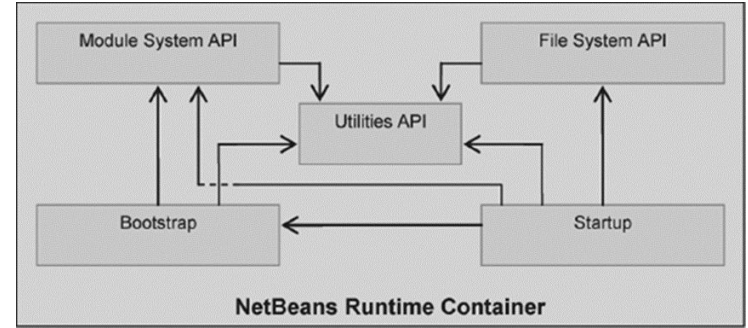 Module System API
File System API
Utilities API
Bootstrap
Startup
NetBeans Runtime Container